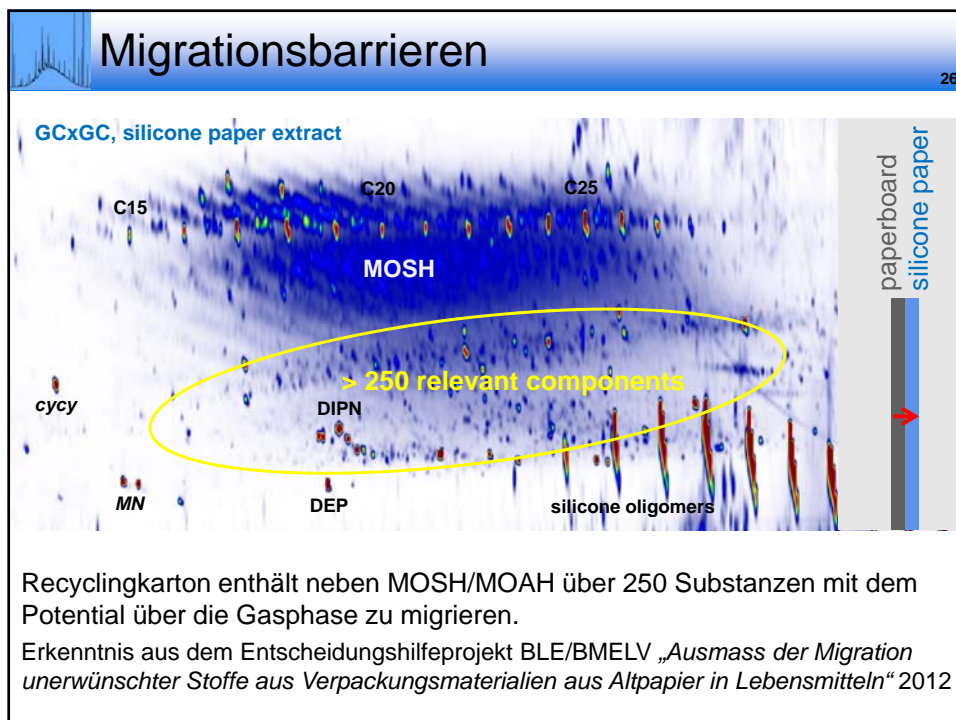 Migrationsbarrieren
26
GCxGC, silicone paper extract
C15
C20
C25
MOSH
> 250 relevant components
cycy
DIPN
MN
DEP
silicone oligomers
paperboard
silicone paper
Recyclingkarton enthält neben MOSH/MOAH über 250 Substanzen mit dem
Potential über die Gasphase zu migrieren.
Erkenntnis aus dem Entscheidungshilfeprojekt BLE/BMELV „Ausmass der Migration
unerwünschter Stoffe aus Verpackungsmaterialien aus Altpapier in Lebensmitteln“ 2012